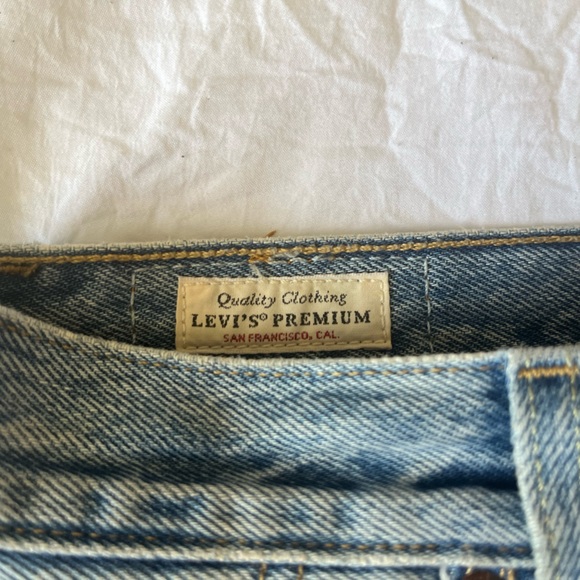 Quality Clothing
LEVI'S® PREMIUM
SAN FRANCISCO, CAL.